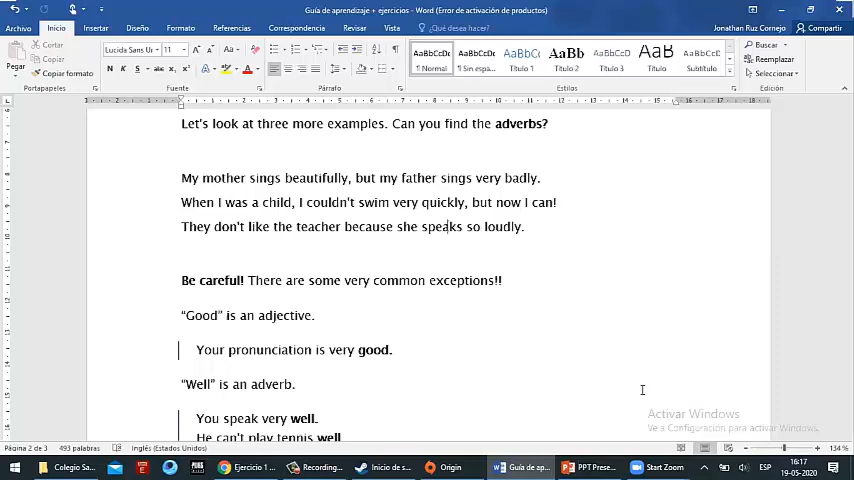 Guía de aprendizaje + ejercicios - Word (Error de activación de productos)
Archivo Inicio Insertar Diseño Formato Referencias Correspondencia Revisar Vista ¿Qué desea hacer? Jonathan Ruz Cornejo Compartir
Pegar
Cortar
Copiar
Copiar formato
Portapapeles
Lucida Sans Un 11
N K S abc x₂ x²
Fuente
Párrafo
AaBbCcDc ¶ Normal
AaBbCcDc ¶ Sin espa...
AaBbCc Título 1
AaBb Título 2
AaBbCcD Título 3
AaB Título
AaBbCcD Subtítulo
Estilos
Buscar
Reemplazar
Seleccionar
Edición
Let's look at three more examples. Can you find the adverbs?
My mother sings beautifully, but my father sings very badly.
When I was a child, I couldn't swim very quickly, but now I can!
They don't like the teacher because she speaks so loudly.
Be careful! There are some very common exceptions!!
“Good” is an adjective.
Your pronunciation is very good.
“Well” is an adverb.
You speak very well.
He can't play tennis well
Activar Windows
Ve a Configuración para activar Windows.
Página 2 de 3 493 palabras Inglés (Estados Unidos) 134 %
Colegio Sa... Ejercicio 1 ... Recording... Inicio de s... Origin Guía de ap... PPT Prese... Start Zoom ESP 16:17
19-05-2020